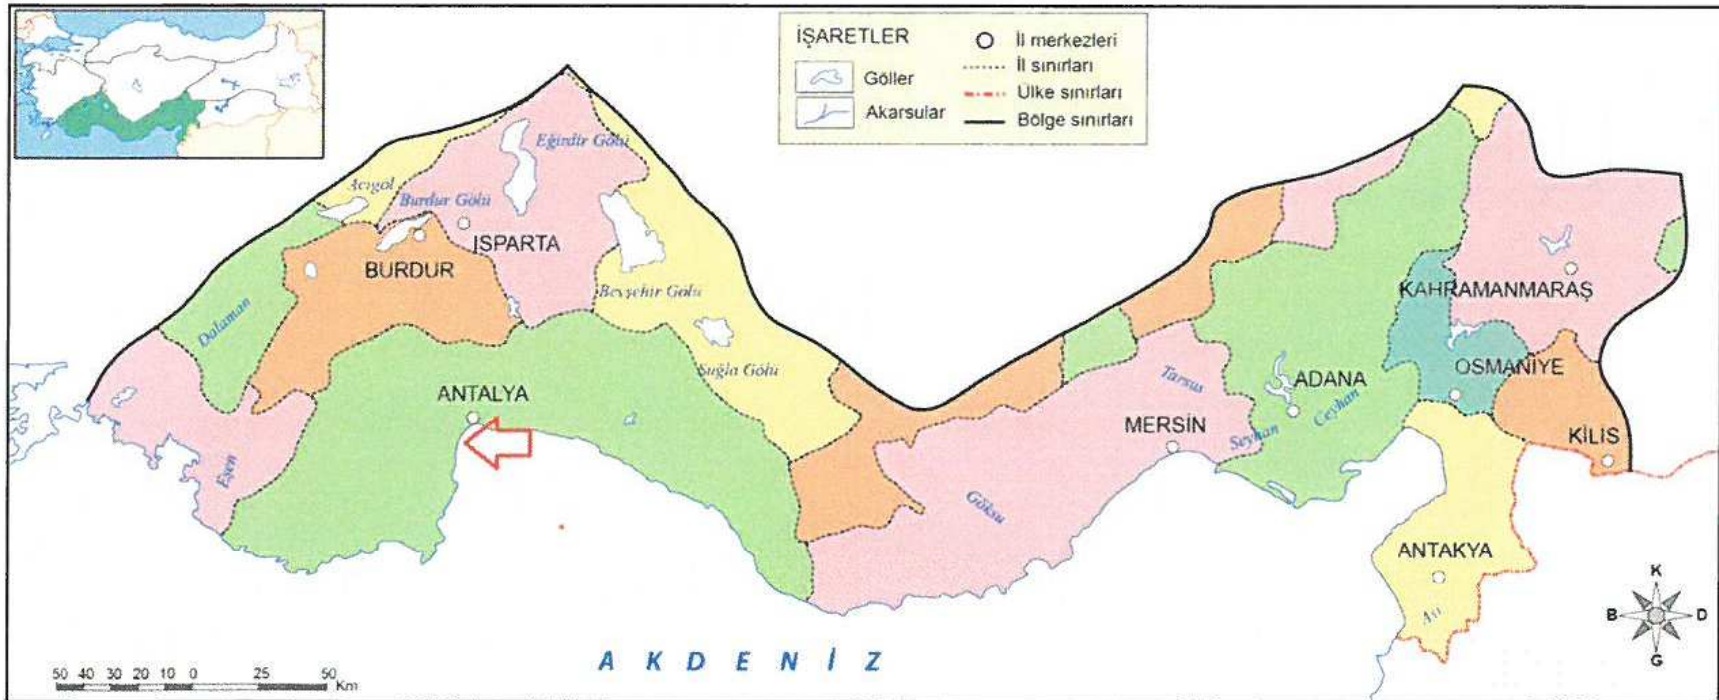 İŞARETLER
Göller
Akarsular
İl merkezleri
İl sınırları
Ülke sınırları
Bölge sınırları
Eğirdir Gölü
Acıgöl
Burdur Gölü
ISPARTA
BURDUR
Beyşehir Gölü
Dalaman
Suğla Gölü
ANTALYA
Eşen
KAHRAMANMARAŞ
OSMANİYE
ADANA
Tarsus
Ceyhan
MERSİN
Seyhan
KİLİS
Göksu
ANTAKYA
Asi
K
B
D
G
AKDENİZ
50 40 30 20 10 0 25 50
Km